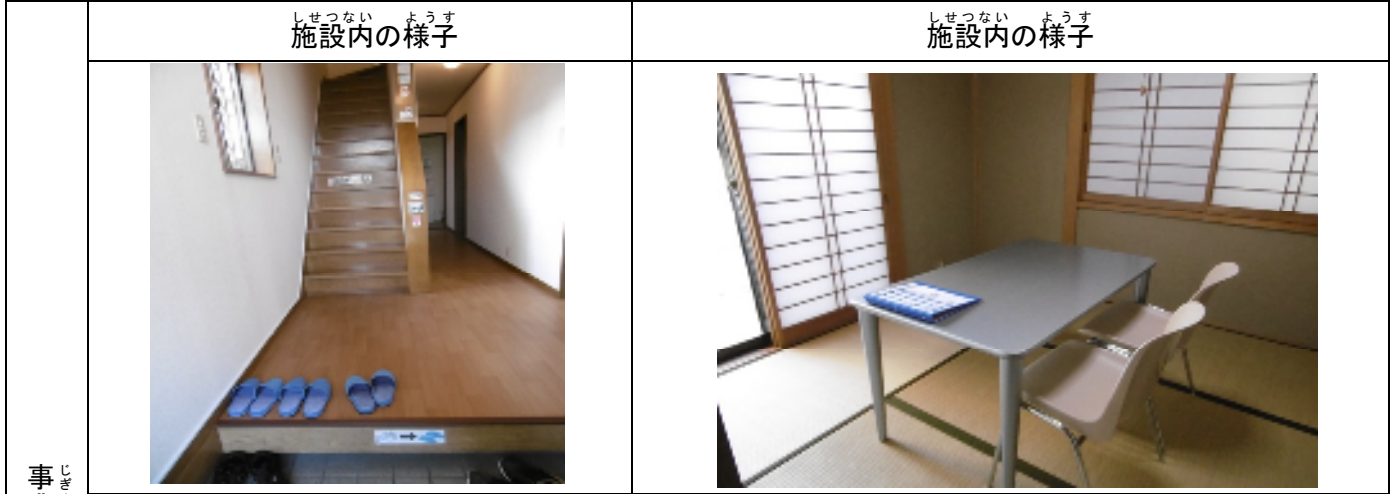 しせつない ようす
施設内の様子
しせつない ようす
施設内の様子
じぎ
事